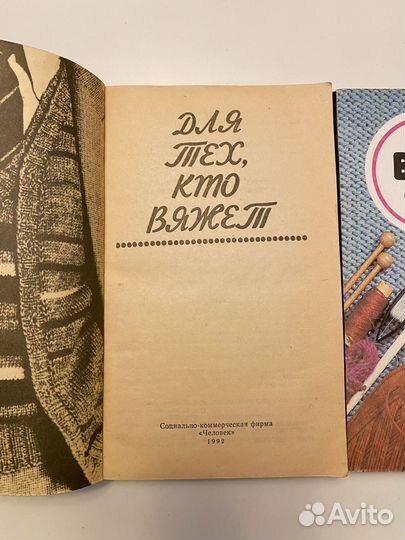 ДЛЯ
ТЕХ,
КТО
ВЯЖЕТ
Социально-коммерческая фирма
«Человек»
1992
Avito